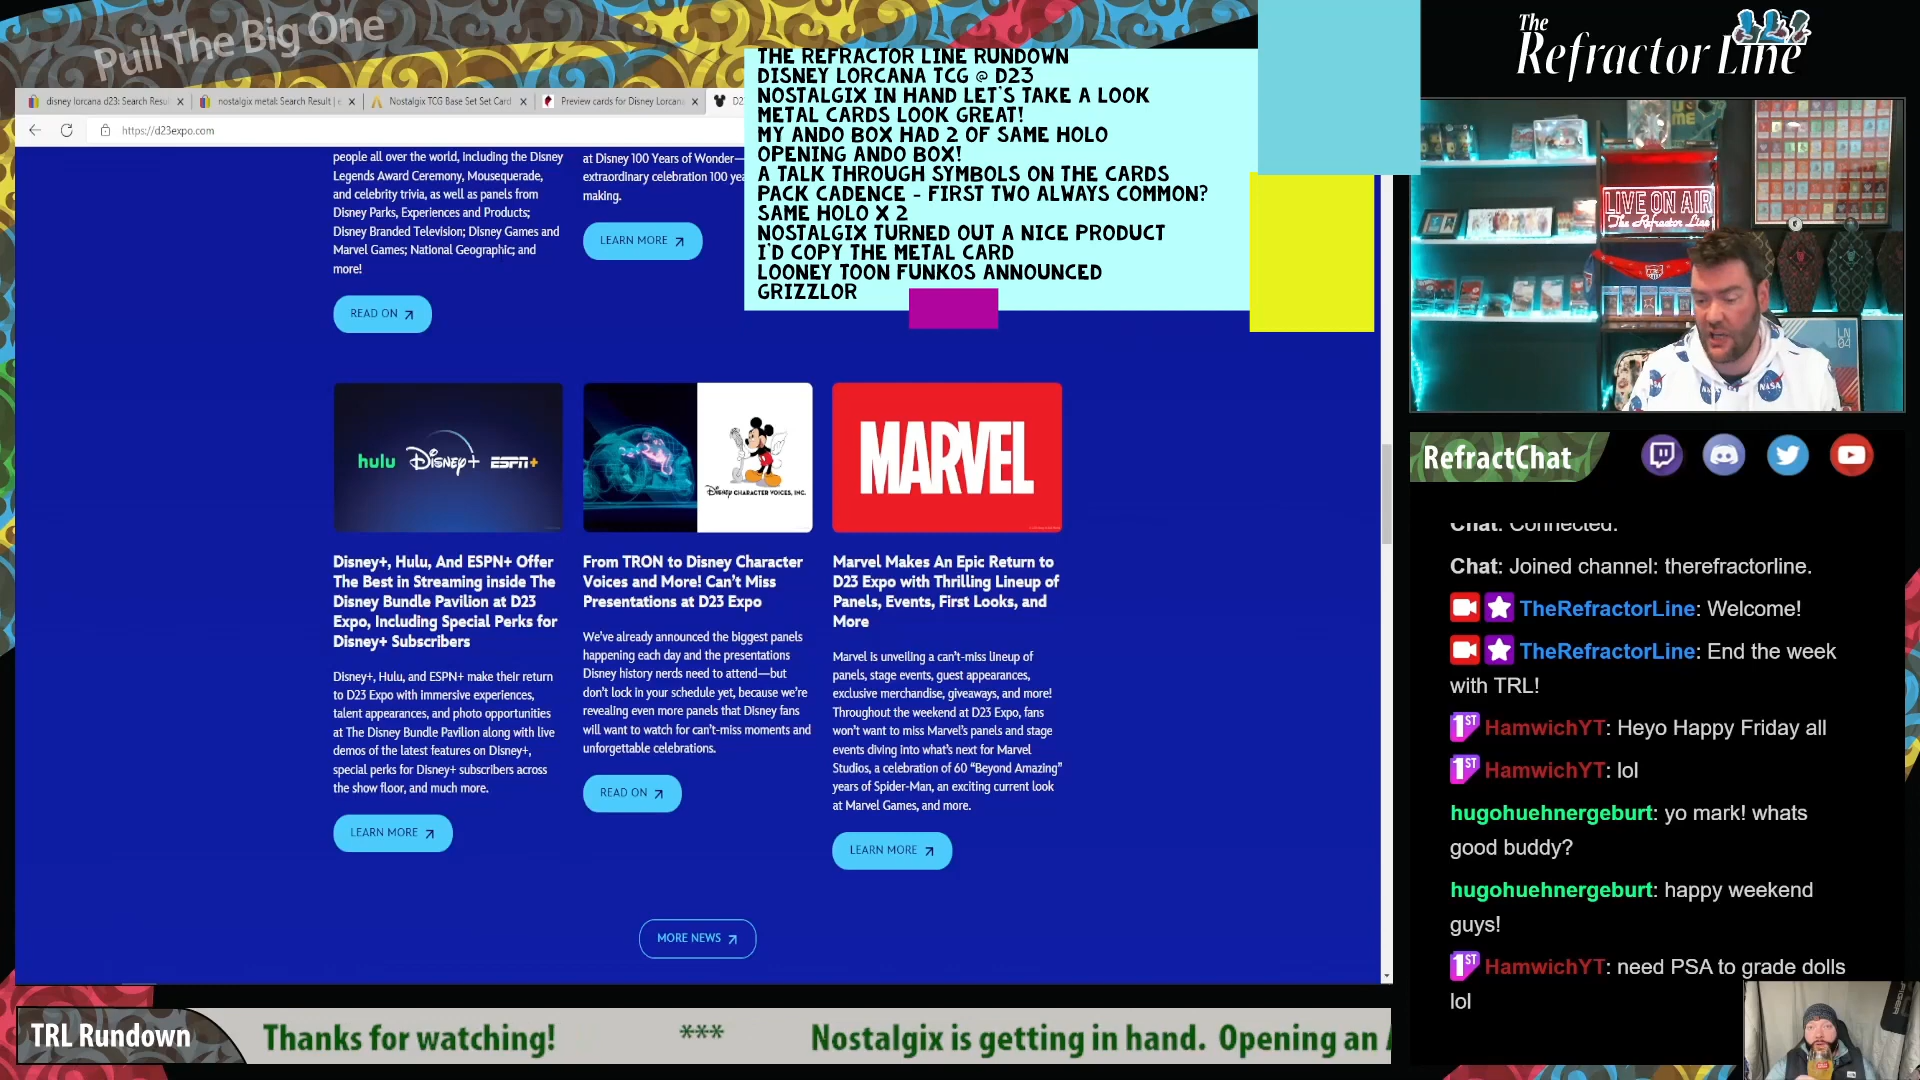 Pull The Big One
THE REFRACTOR LINE RUNDOWN
DISNEY LORCANA TCG @ D23
NOSTALGIX IN HAND LET'S TAKE A LOOK
METAL CARDS LOOK GREAT!
MY ANDO BOX HAD 2 OF SAME HOLO
OPENING ANDO BOX!
A TALK THROUGH SYMBOLS ON THE CARDS
PACK CADENCE - FIRST TWO ALWAYS COMMON?
SAME HOLO X 2
NOSTALGIX TURNED OUT A NICE PRODUCT
I'D COPY THE METAL CARD
LOONEY TOON FUNKOS ANNOUNCED
GRIZZLOR
disney lorcana d23: Search Resu
nostalgix metal: Search Result | e
Nostalgix TCG Base Set Set Card
Preview cards for Disney Lorcan
D2
https://d23expo.com
people all over the world, including the Disney
Legends Award Ceremony, Mousequerade,
and celebrity trivia, as well as panels from
Disney Parks, Experiences and Products;
Disney Branded Television; Disney Games and
Marvel Games; National Geographic; and
more!
READ ON
at Disney 100 Years of Wonder—
extraordinary celebration 100 yea
making.
LEARN MORE
hulu Disney+ ESPN+
Disney+, Hulu, And ESPN+ Offer
The Best in Streaming inside The
Disney Bundle Pavilion at D23
Expo, Including Special Perks for
Disney+ Subscribers
Disney+, Hulu, and ESPN+ make their return
to D23 Expo with immersive experiences,
talent appearances, and photo opportunities
at The Disney Bundle Pavilion along with live
demos of the latest features on Disney+,
special perks for Disney+ subscribers across
the show floor, and much more.
LEARN MORE
Disney CHARACTER VOICES, INC.
From TRON to Disney Character
Voices and More! Can't Miss
Presentations at D23 Expo
We've already announced the biggest panels
happening each day and the presentations
Disney history nerds need to attend—but
don't lock in your schedule yet, because we're
revealing even more panels that Disney fans
will want to watch for can't-miss moments and
unforgettable celebrations.
READ ON
MARVEL
Marvel Makes An Epic Return to
D23 Expo with Thrilling Lineup of
Panels, Events, First Looks, and
More
Marvel is unveiling a can't-miss lineup of
panels, stage events, guest appearances,
exclusive merchandise, giveaways, and more!
Throughout the weekend at D23 Expo, fans
won't want to miss Marvel's panels and stage
events diving into what's next for Marvel
Studios, a celebration of 60 "Beyond Amazing"
years of Spider-Man, an exciting current look
at Marvel Games, and more.
LEARN MORE
MORE NEWS
The
Refractor Line
LIVE ON AIR
The Refractor Line
NASA
NASA
LN
04
RefractChat
Chat: Connected.
Chat: Joined channel: therefractorline.
TheRefractorLine: Welcome!
TheRefractorLine: End the week
with TRL!
1ST HamwichYT: Heyo Happy Friday all
1ST HamwichYT: lol
hugohuehnergeburt: yo mark! whats
good buddy?
hugohuehnergeburt: happy weekend
guys!
1ST HamwichYT: need PSA to grade dolls
lol
TRL Rundown
Thanks for watching! *** Nostalgix is getting in hand. Opening an